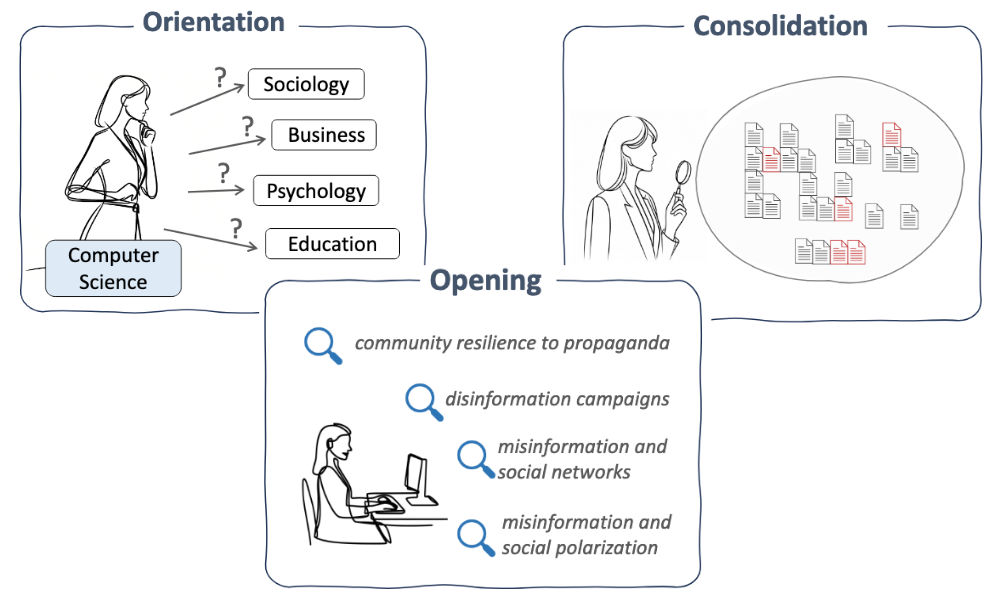 Orientation
?
Sociology
?
Business
?
Psychology
?
Education
Computer
Science
Consolidation
Opening
community resilience to propaganda
disinformation campaigns
misinformation and
social networks
misinformation and
social polarization